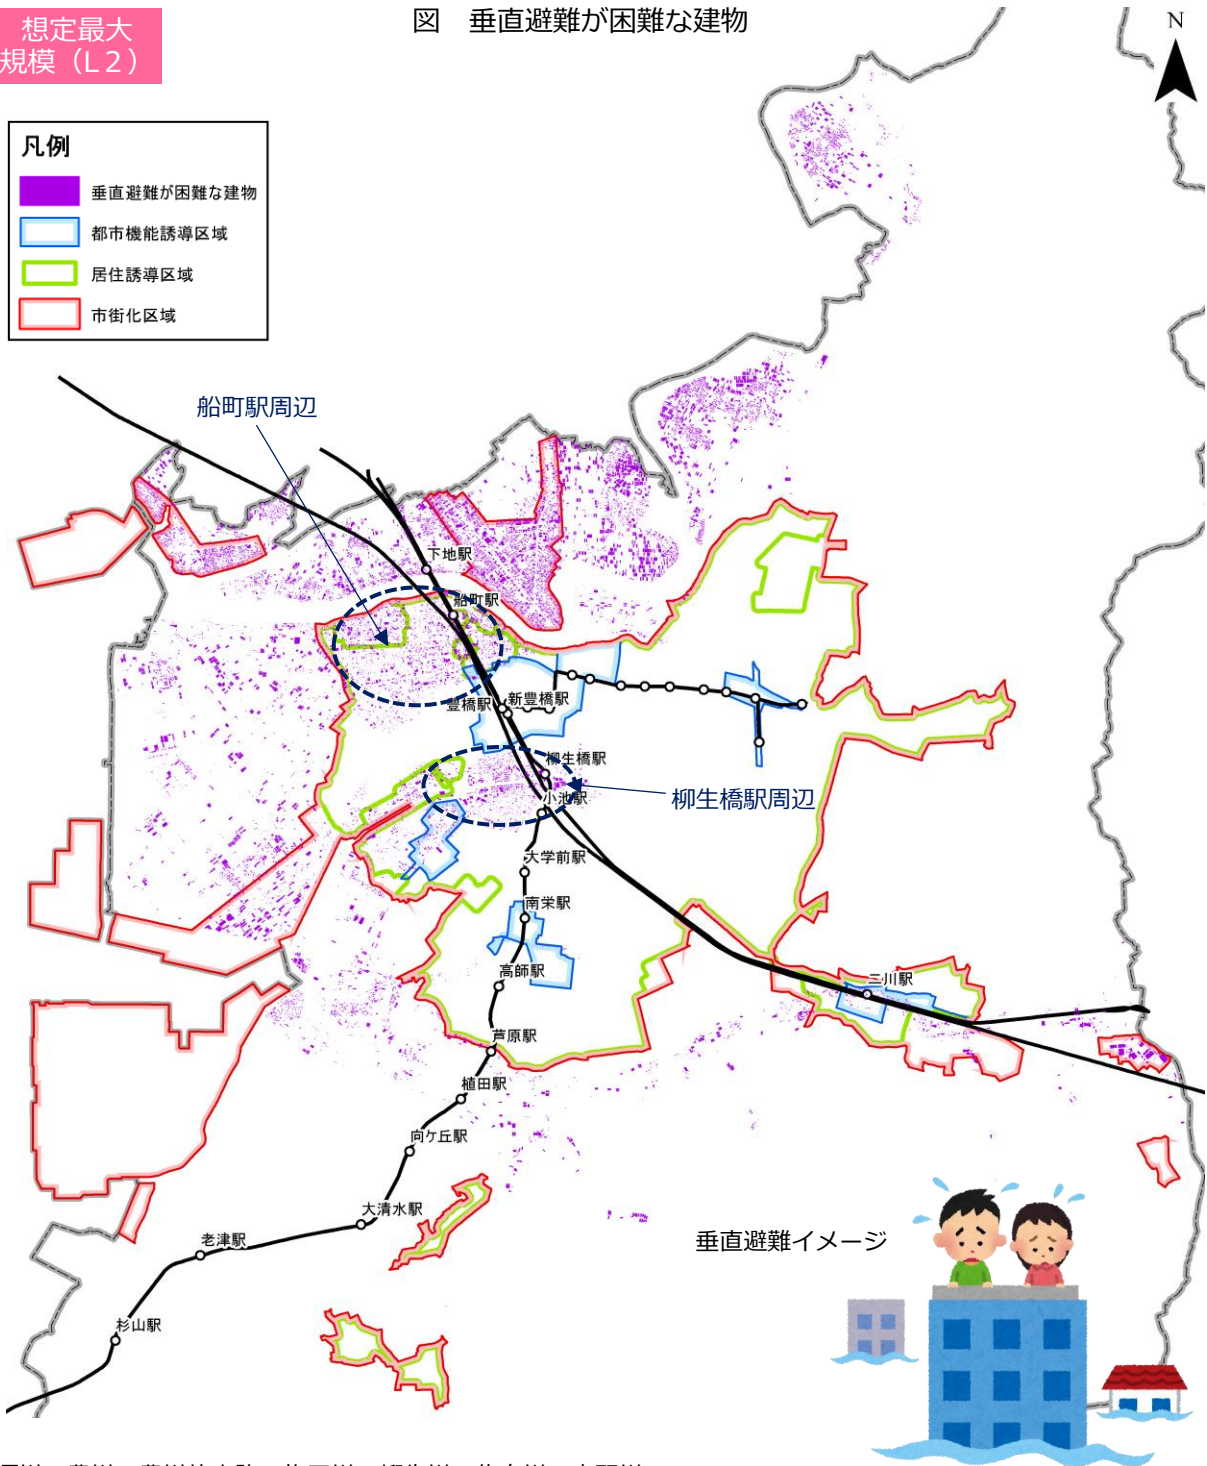 想定最大
規模（L２）
図　垂直避難が困難な建物
N
凡例
垂直避難が困難な建物
都市機能誘導区域
居住誘導区域
市街化区域
船町駅周辺
下地駅
船町駅
新豊橋駅
豊橋駅
柳生橋駅
小池駅
柳生橋駅周辺
大学前駅
南栄駅
高師駅
二川駅
芦原駅
植田駅
向ケ丘駅
大清水駅
老津駅
杉山駅
垂直避難イメージ